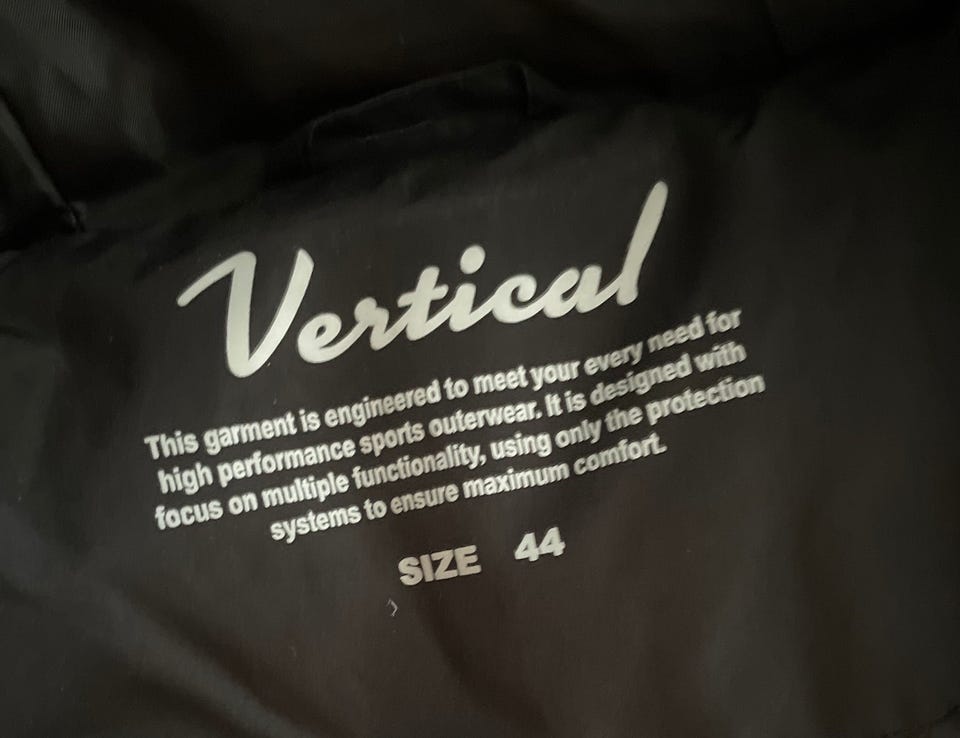 Vertical
This garment is engineered to meet your every need for
high performance sports outerwear. It is designed with
focus on multiple functionality, using only the protection
systems to ensure maximum comfort.
SIZE 44